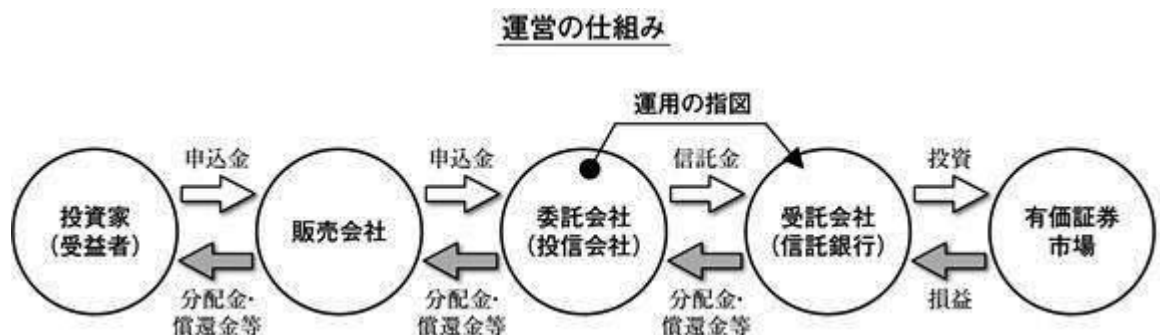 運営の仕組み
運用の指図
申込金
申込金
信託金
投資
投資家
(受益者)
販売会社
委託会社
(投信会社)
受託会社
(信託銀行)
有価証券
市場
分配金・
償還金等
分配金・
償還金等
分配金・
償還金等
損益